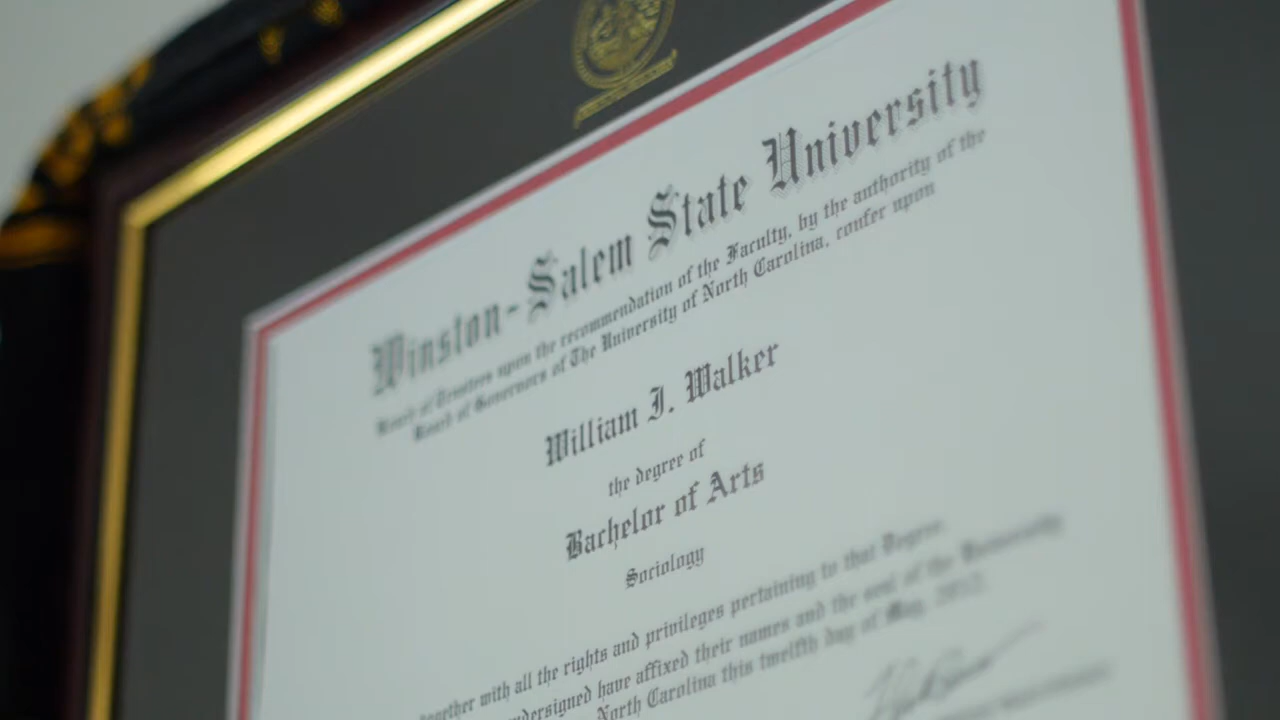 Winston-Salem State University
Board of Trustees upon the recommendation of the Faculty, by the authority of the
Board of Governors of The University of North Carolina, confer upon
William J. Walker
the degree of
Bachelor of Arts
Sociology
together with all the rights and privileges pertaining to that Degree.
undersigned have affixed their names and the seal of the University
North Carolina this twelfth day of May, 2012.